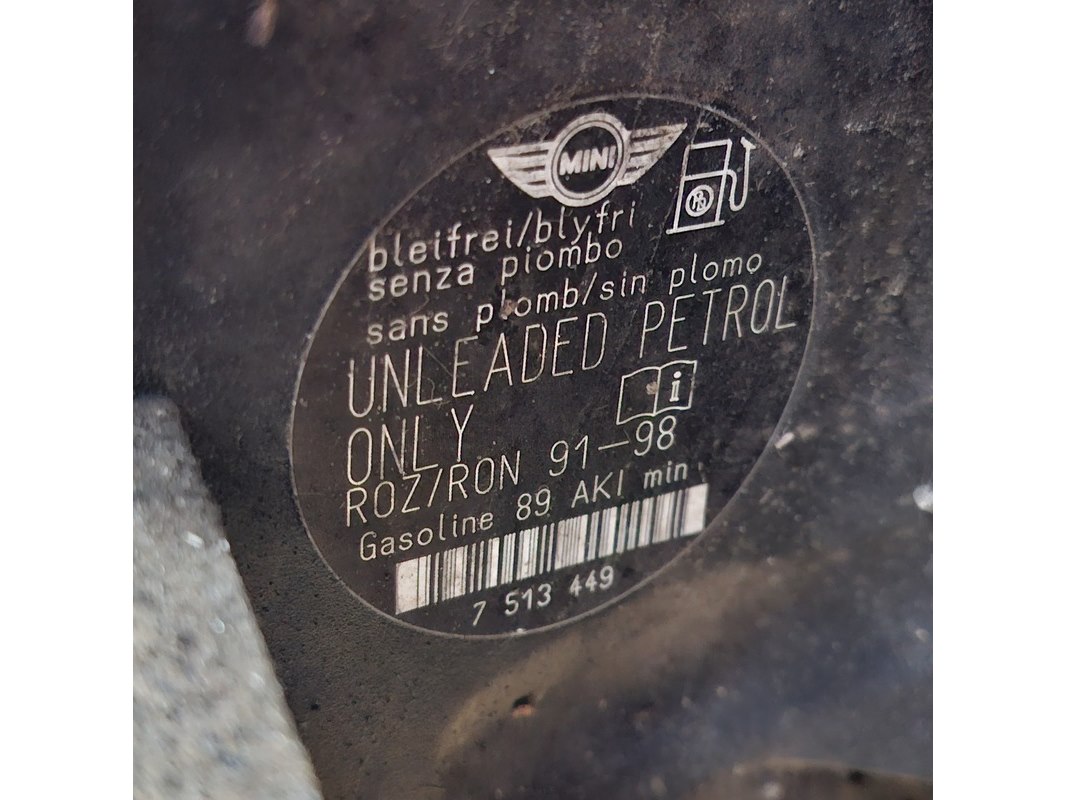 MINI
bleifrei/blyfri
senza piombo
sans plomb/sin plomo
UNLEADED PETROL
ONLY
i
ROZ/RON 91-98
Gasoline 89 AKI min
7 513 449